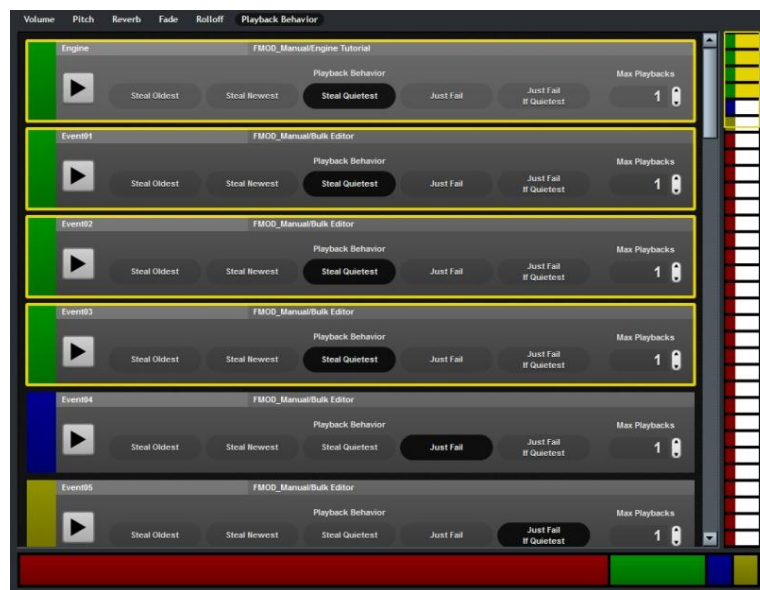 Volume Pitch Reverb Fade Rolloff Playback Behavior
Engine FMOD_Manual/Engine Tutorial
Playback Behavior Max Playbacks
Steal Oldest Steal Newest Steal Quietest Just Fail Just Fail If Quietest 1
Event01 FMOD_Manual/Bulk Editor
Playback Behavior Max Playbacks
Steal Oldest Steal Newest Steal Quietest Just Fail Just Fail If Quietest 1
Event02 FMOD_Manual/Bulk Editor
Playback Behavior Max Playbacks
Steal Oldest Steal Newest Steal Quietest Just Fail Just Fail If Quietest 1
Event03 FMOD_Manual/Bulk Editor
Playback Behavior Max Playbacks
Steal Oldest Steal Newest Steal Quietest Just Fail Just Fail If Quietest 1
Event04 FMOD_Manual/Bulk Editor
Playback Behavior Max Playbacks
Steal Oldest Steal Newest Steal Quietest Just Fail Just Fail If Quietest 1
Event05 FMOD_Manual/Bulk Editor
Playback Behavior Max Playbacks
Steal Oldest Steal Newest Steal Quietest Just Fail Just Fail If Quietest 1